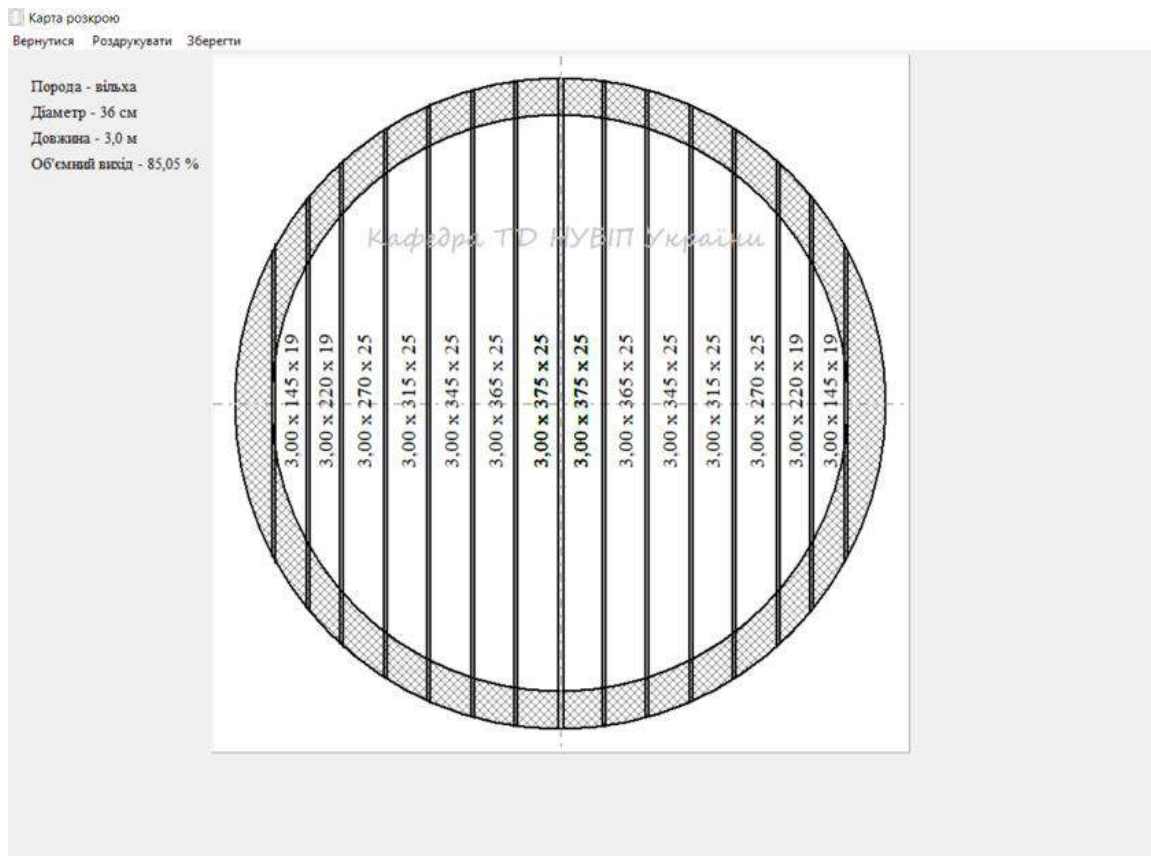 Карта розкрою
Вернутися Роздрукувати Зберегти
Порода - вільха
Діаметр - 36 см
Довжина - 3,0 м
Об'ємний вихід - 85,05 %
Кафедра ТД НУБІП України
3,00 x 145 x 19
3,00 x 220 x 19
3,00 x 270 x 25
3,00 x 315 x 25
3,00 x 345 x 25
3,00 x 365 x 25
3,00 x 375 x 25
3,00 x 375 x 25
3,00 x 365 x 25
3,00 x 345 x 25
3,00 x 315 x 25
3,00 x 270 x 25
3,00 x 220 x 19
3,00 x 145 x 19